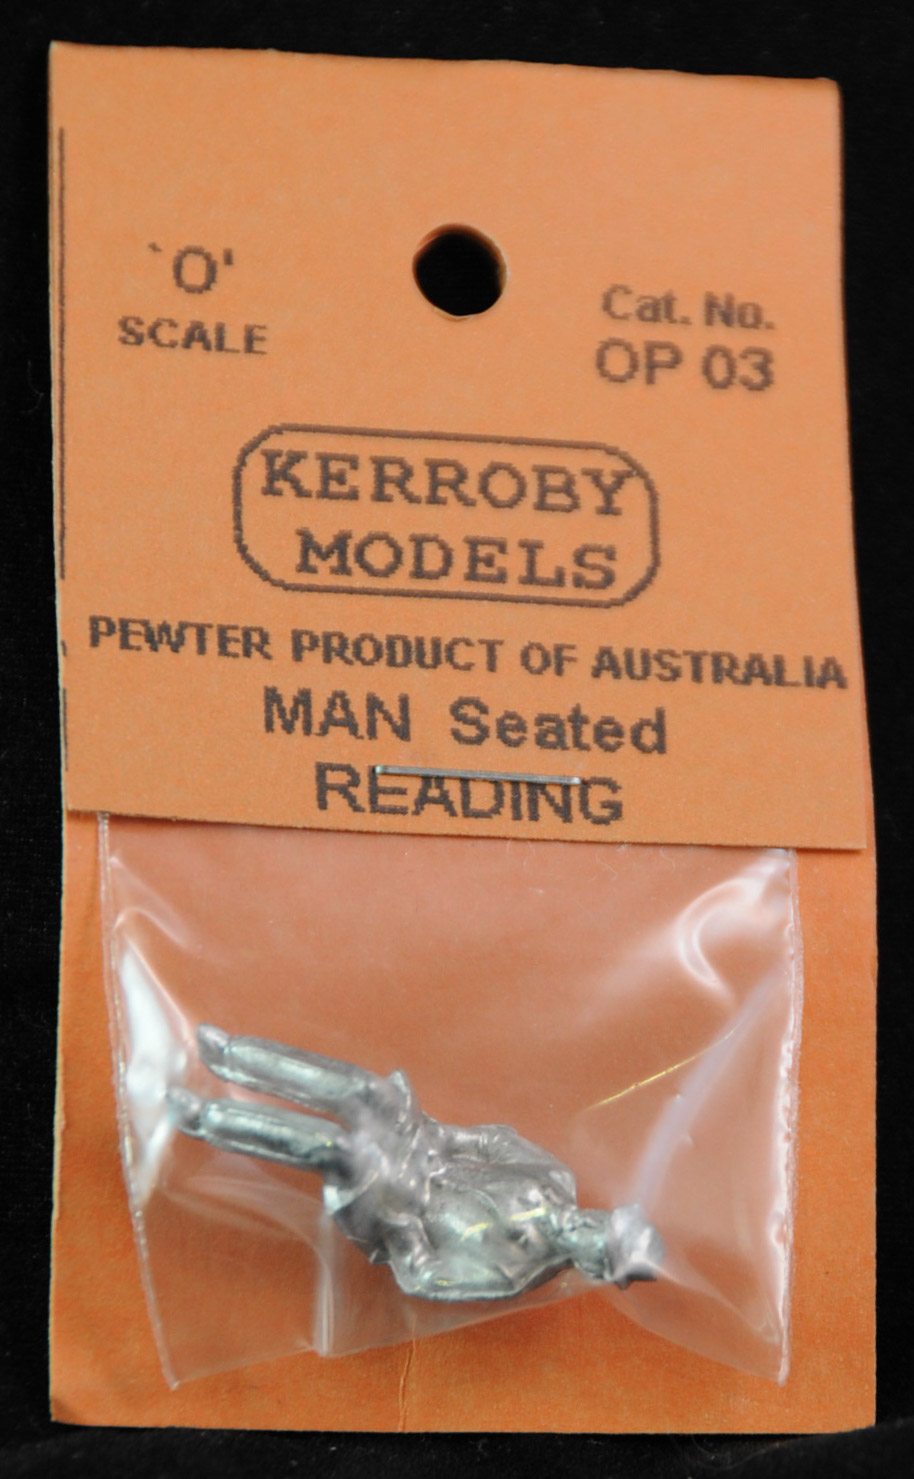 `O'
SCALE
Cat. No.
OP 03
KERROBY
MODELS
PEWTER PRODUCT OF AUSTRALIA
MAN Seated
READING